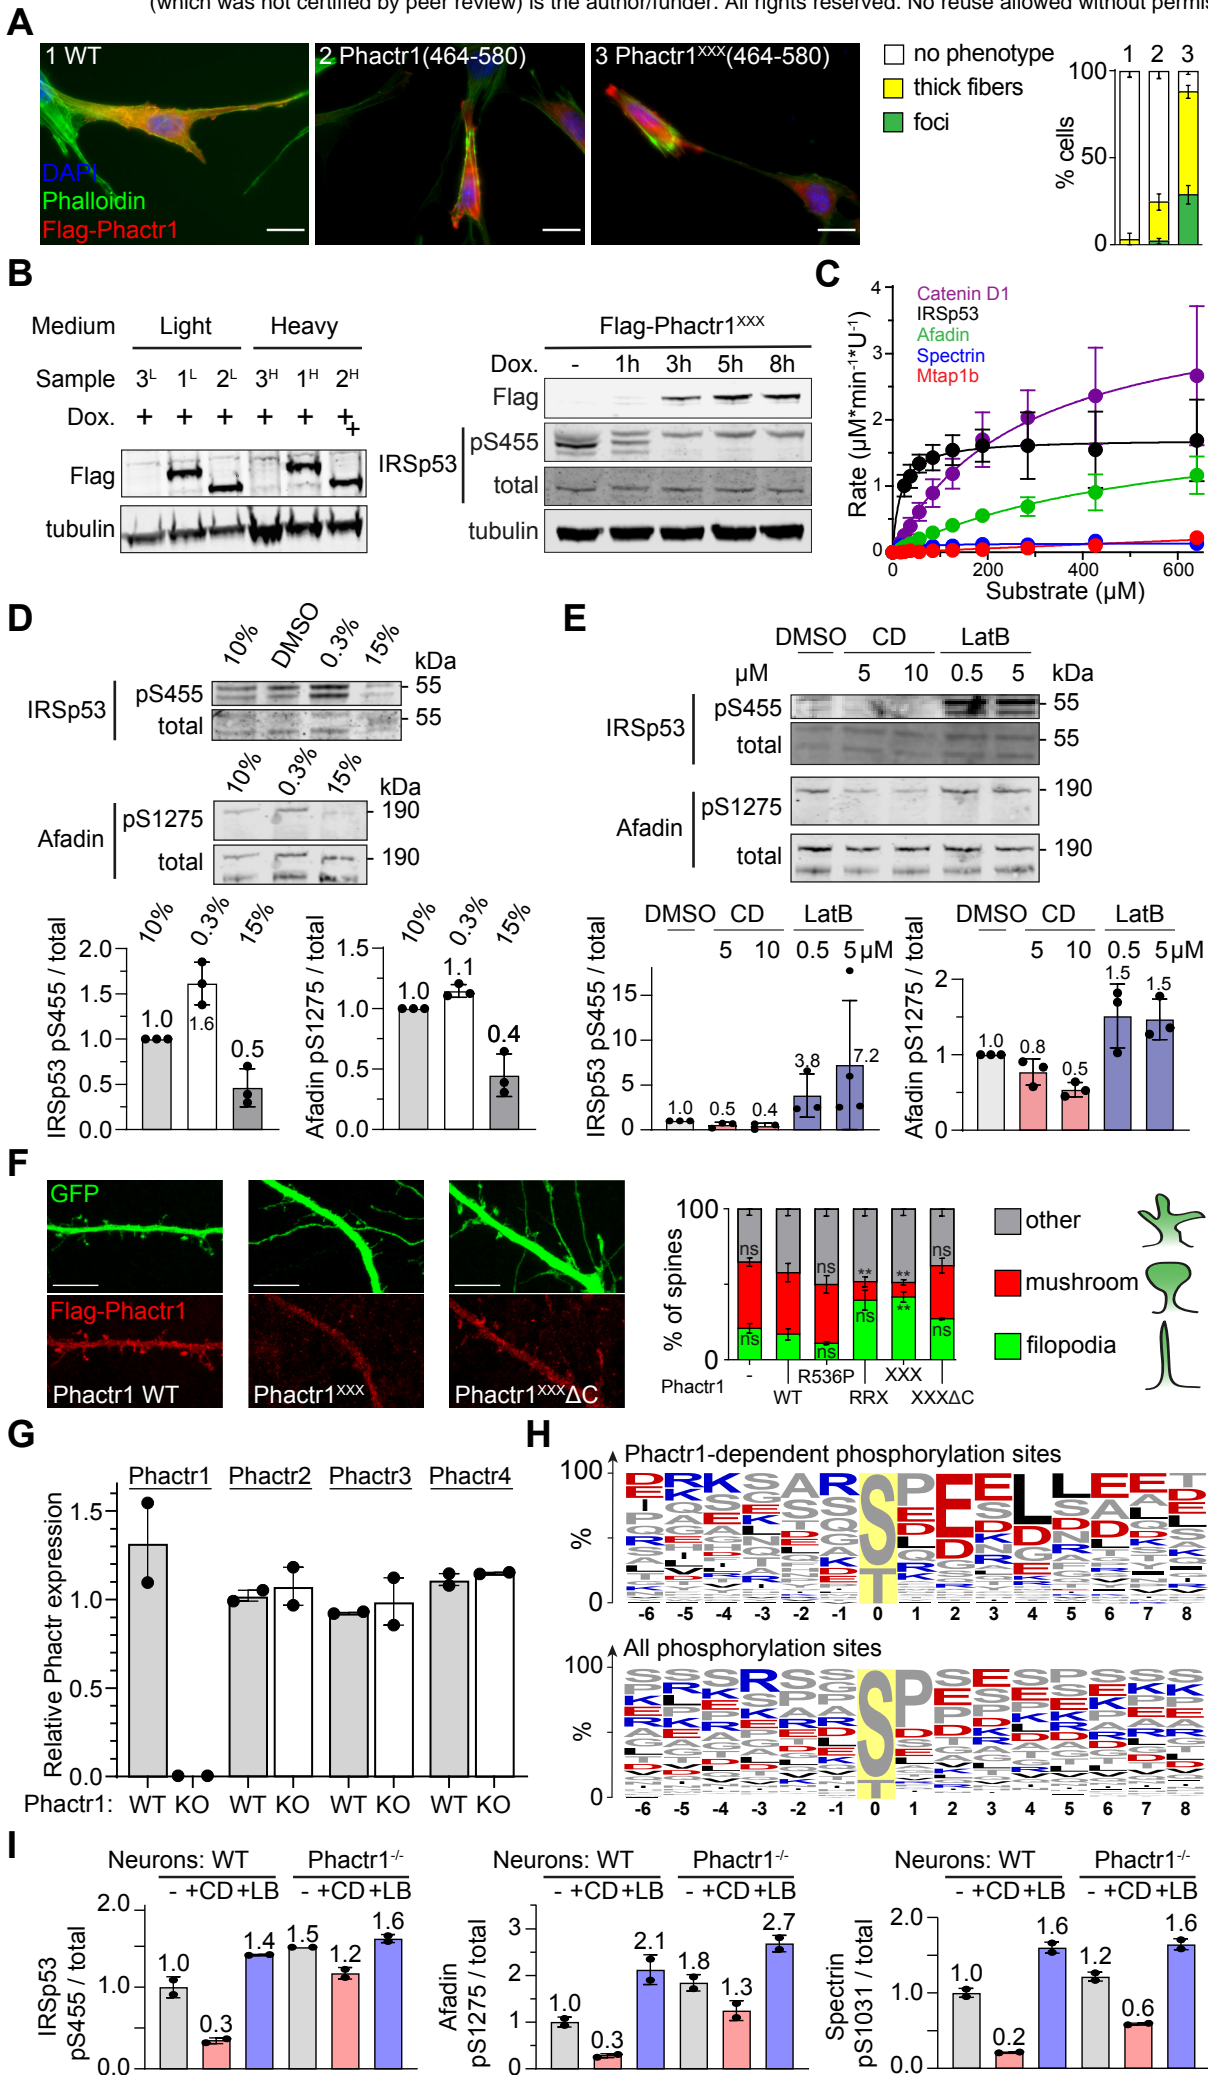 (which was not certified by peer review) is the author/funder. All rights reserved. No reuse allowed without
A
1 WT
2 Phactr1(464-580)
3 Phactr1XXX(464-580)
DAPI
Phalloidin
Flag-Phactr1
no phenotype
thick fibers
foci
1 2 3
100
50
0
% cells
B
Medium Light Heavy
Sample 3L 1L 2L 3H 1H 2H
Dox. + + + + + + +
Flag
tubulin
Flag-Phactr1XXX
Dox. - 1h 3h 5h 8h
Flag
IRSp53
pS455
total
tubulin
C
Catenin D1
IRSp53
Afadin
Spectrin
Mtap1b
4
3
2
1
0
Rate (µM*min-1*U-1)
0 200 400 600
Substrate (µM)
D
10% DMSO 0.3% 15% kDa
IRSp53
pS455 55
total 55
10% 0.3% 15% kDa
Afadin
pS1275 190
total 190
10% 0.3% 15%
IRSp53 pS455 / total
2.0
1.5
1.0
0.5
0.0
1.0 1.6 0.5
10% 0.3% 15%
Afadin pS1275 / total
1.5
1.0
0.5
0.0
1.0 1.1 0.4
E
DMSO CD LatB
µM 5 10 0.5 5 kDa
IRSp53
pS455 55
total 55
Afadin
pS1275 190
total 190
DMSO CD LatB
5 10 0.5 5 µM
IRSp53 pS455 / total
15
5
0
1.0 0.5 0.4 3.8 7.2
DMSO CD LatB
5 10 0.5 5 µM
Afadin pS1275 / total
2
1
0
1.0 0.8 0.5 1.5 1.5
F
GFP
Flag-Phactr1
Phactr1 WT
Phactr1XXX
Phactr1XXXΔC
100
0
% of spines
ns ns ** ** ns
ns ns ns ** ns
Phactr1 - WT R536P RRX XXX XXXΔC
other
mushroom
filopodia
G
Phactr1 Phactr2 Phactr3 Phactr4
Relative Phactr expression
1.5
1.0
0.5
0.0
Phactr1: WT KO WT KO WT KO WT KO
H
Phactr1-dependent phosphorylation sites
100
%
0
-6 -5 -4 -3 -2 -1 0 1 2 3 4 5 6 7 8
All phosphorylation sites
100
%
0
-6 -5 -4 -3 -2 -1 0 1 2 3 4 5 6 7 8
I
Neurons: WT Phactr1-/-
- +CD +LB - +CD +LB
IRSp53
pS455 / total
2.0
1.0
0.0
1.0 0.3 1.4 1.5 1.2 1.6
Neurons: WT Phactr1-/-
- +CD +LB - +CD +LB
Afadin
pS1275 / total
3
2
1
0
1.0 0.3 2.1 1.8 1.3 2.7
Neurons: WT Phactr1-/-
- +CD +LB - +CD +LB
Spectrin
pS1031 / total
2.0
1.0
0.0
1.0 0.2 1.6 1.2 0.6 1.6